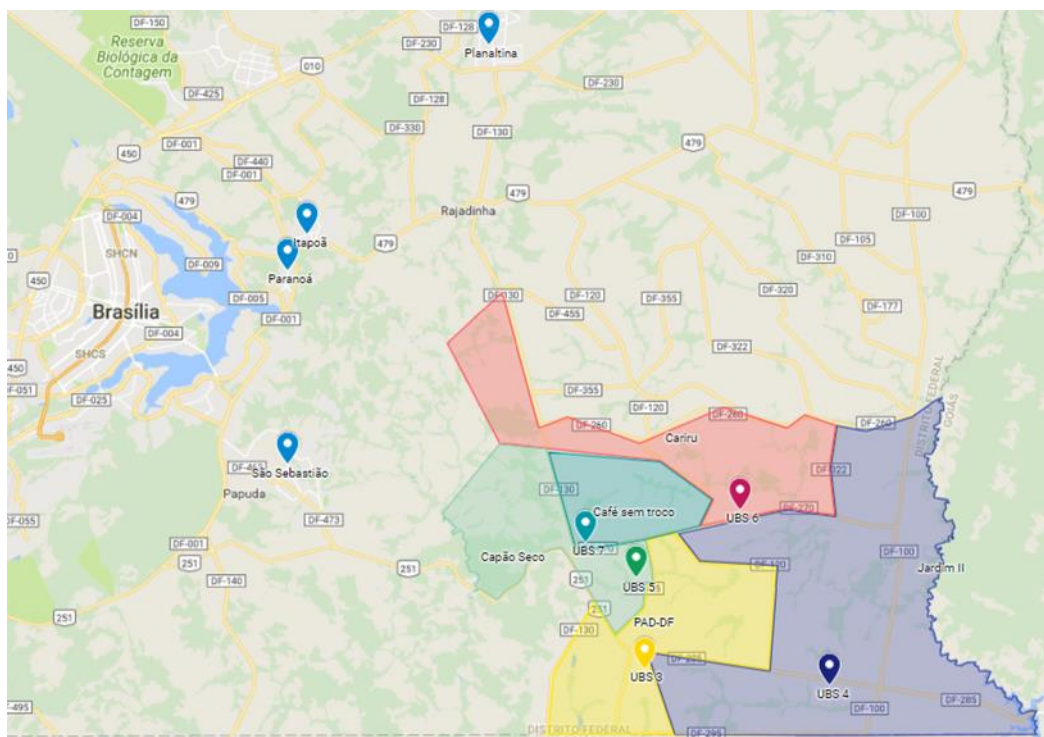 DF-150
DF-128
Planaltina
Reserva
Biológica da
Contagem
DF-230
010
DF-230
DF-425
DF-128
DF-001
DF-330
DF-130
450
479
DF-440
DF-001
479
479
DF-004
Itapoã
Rajadinha
DF-100
SHCN
479
DF-105
DF-009
Paranoá
DF-310
450
DF-005
DF-120
DF-355
DF-320
Brasília
DF-001
DF-455
DF-177
DF-004
SHCS
DF-322
450
DF-355
DF-025
DF-120
DF-260
DF-260
DF-260
DISTRITO FEDERAL
GOIÁS
Cariru
São Sebastião
DF-322
Papuda
DF-130
Café sem troco
UBS 6
DF-270
DF-055
DF-473
DF-001
UBS 7
DF-100
251
Capão Seco
251
DF-120
Jardim II
DF-140
251
UBS 5
251
251
PAD-DF
DF-130
UBS 3
UBS 4
DF-285
DF-495
DF-100
DISTRITO FEDERAL
DF-295